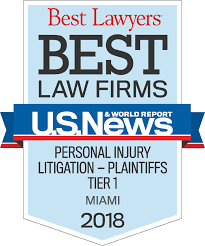 Best Lawyers®
BEST
LAW FIRMS
U.S.News
& WORLD REPORT
PERSONAL INJURY
LITIGATION – PLAINTIFFS
TIER 1
MIAMI
2018